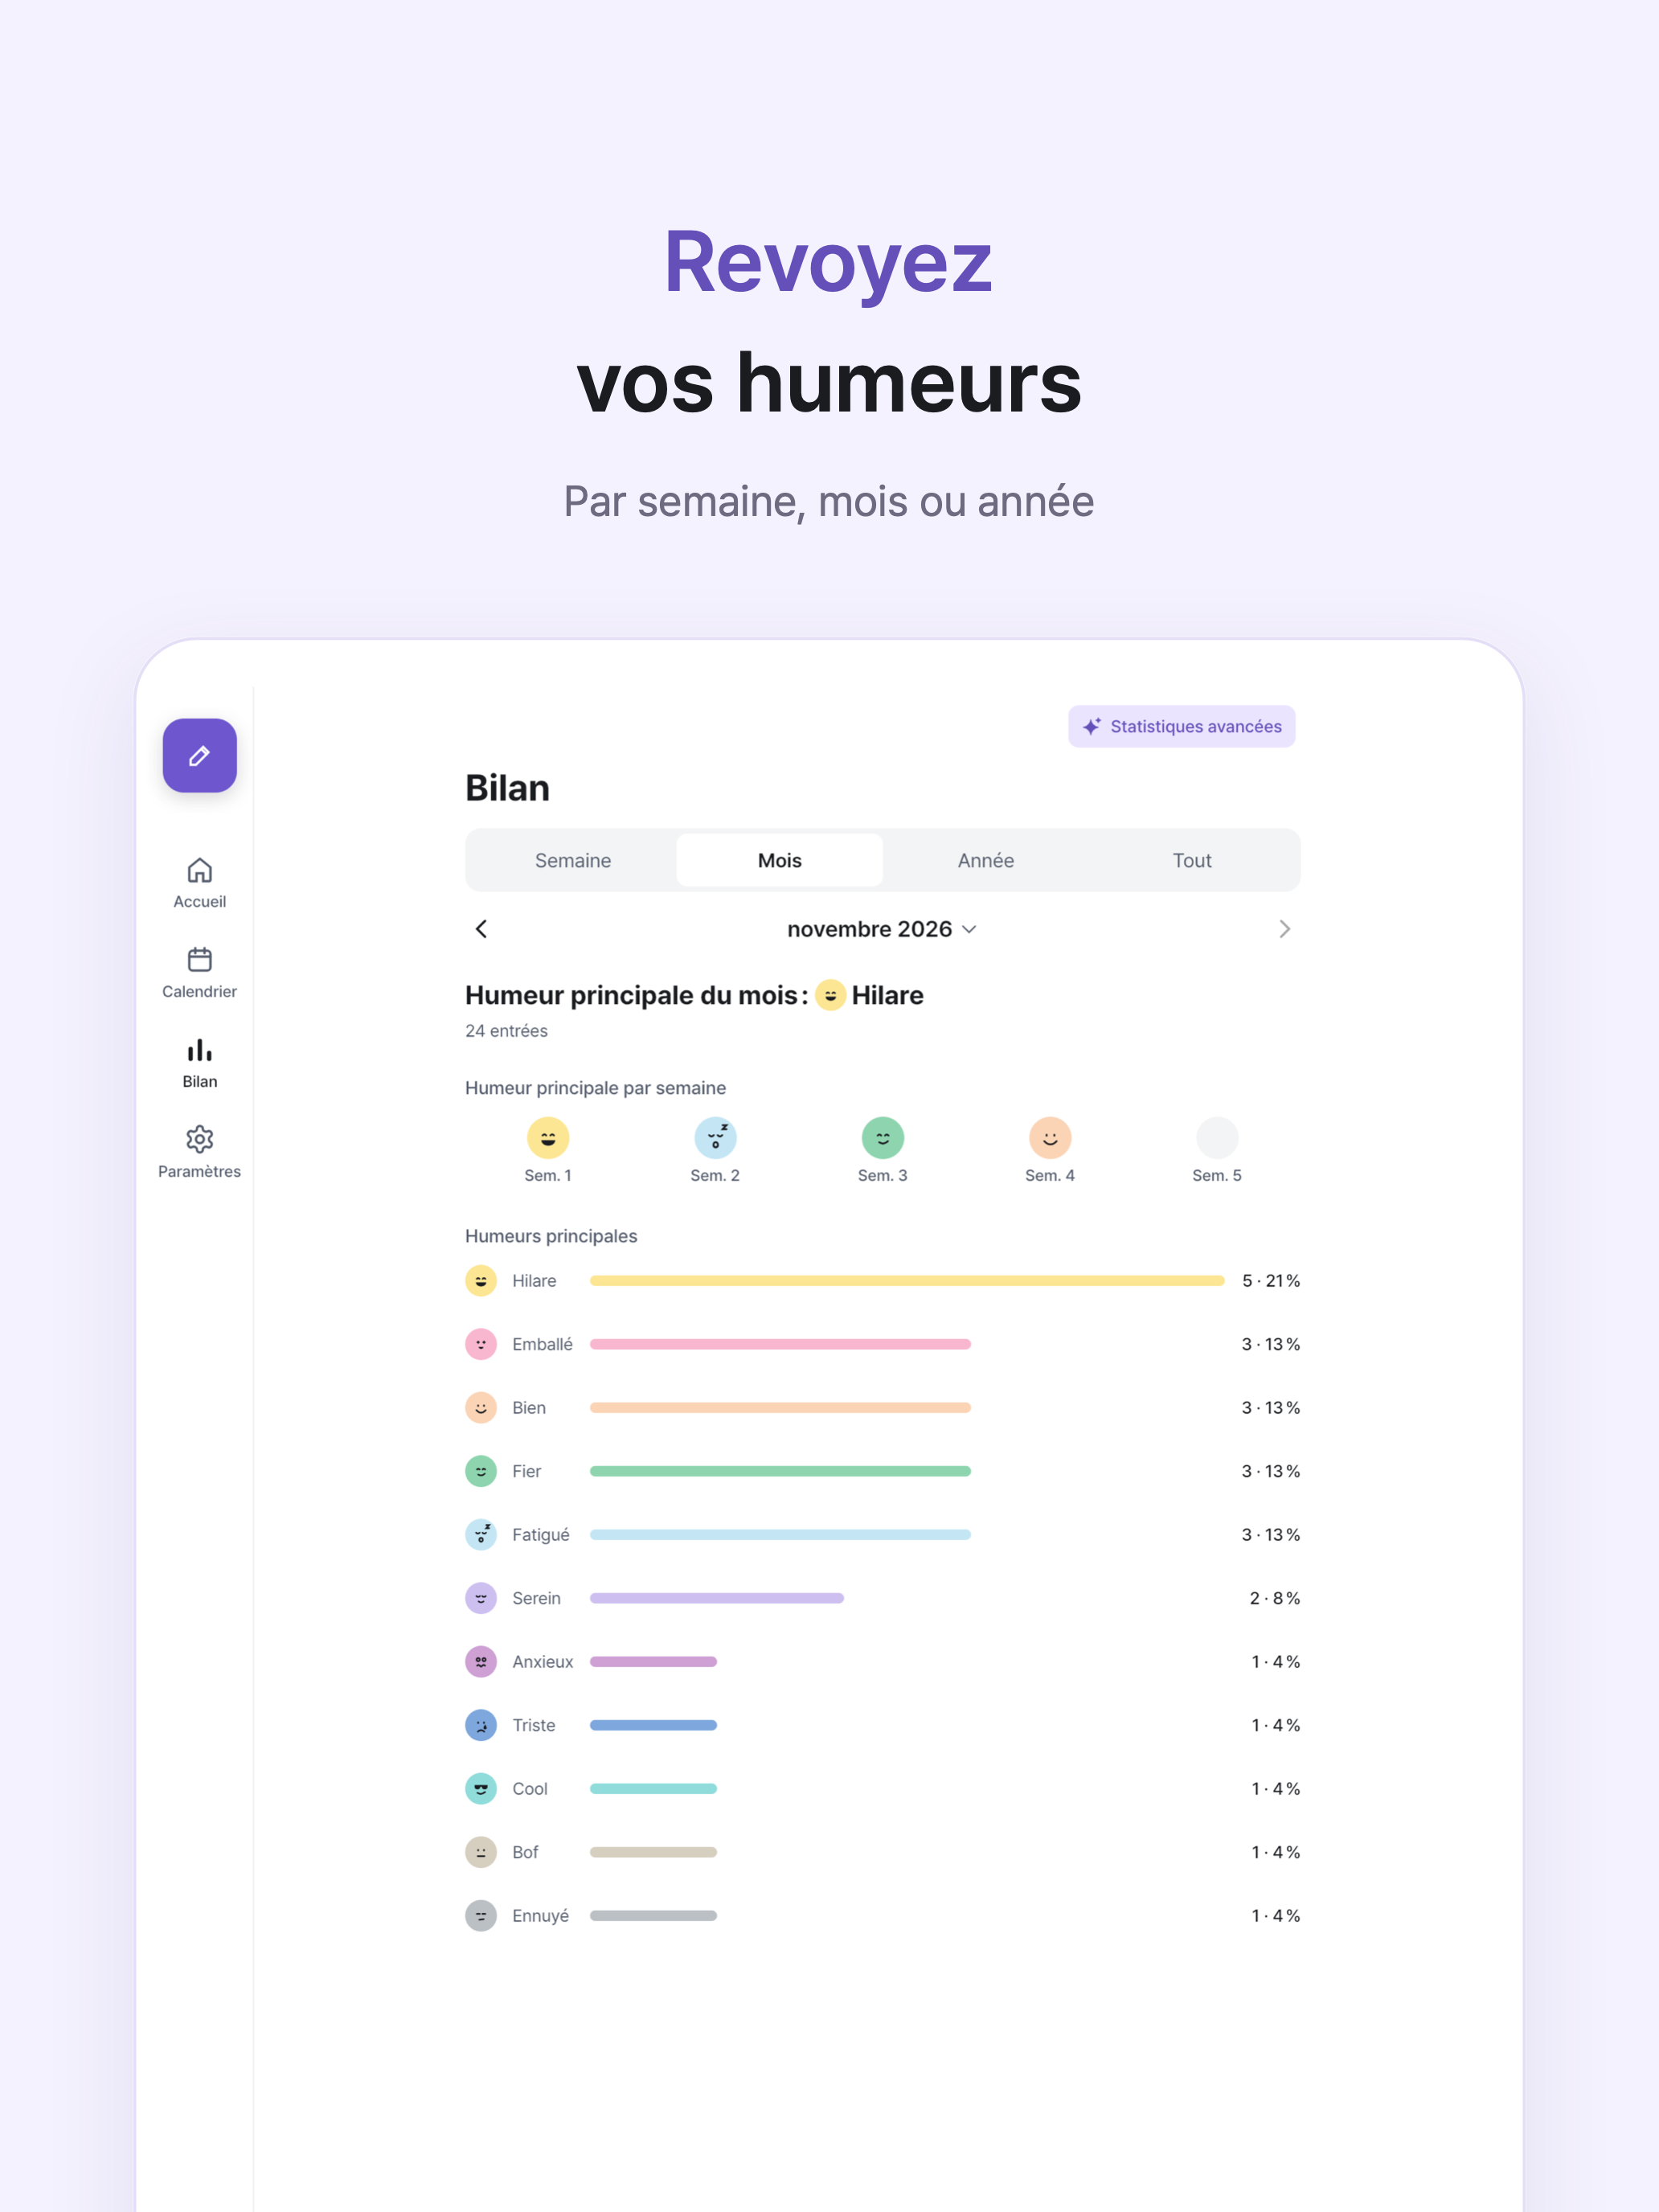 Revoyez
vos humeurs
Par semaine, mois ou année
Statistiques avancées
Bilan
Semaine
Mois
Année
Tout
novembre 2026
Humeur principale du mois : Hilare
24 entrées
Humeur principale par semaine
Sem. 1
Sem. 2
Sem. 3
Sem. 4
Sem. 5
Humeurs principales
Hilare 5 · 21 %
Emballé 3 · 13 %
Bien 3 · 13 %
Fier 3 · 13 %
Fatigué 3 · 13 %
Serein 2 · 8 %
Anxieux 1 · 4 %
Triste 1 · 4 %
Cool 1 · 4 %
Bof 1 · 4 %
Ennuyé 1 · 4 %
Accueil
Calendrier
Bilan
Paramètres